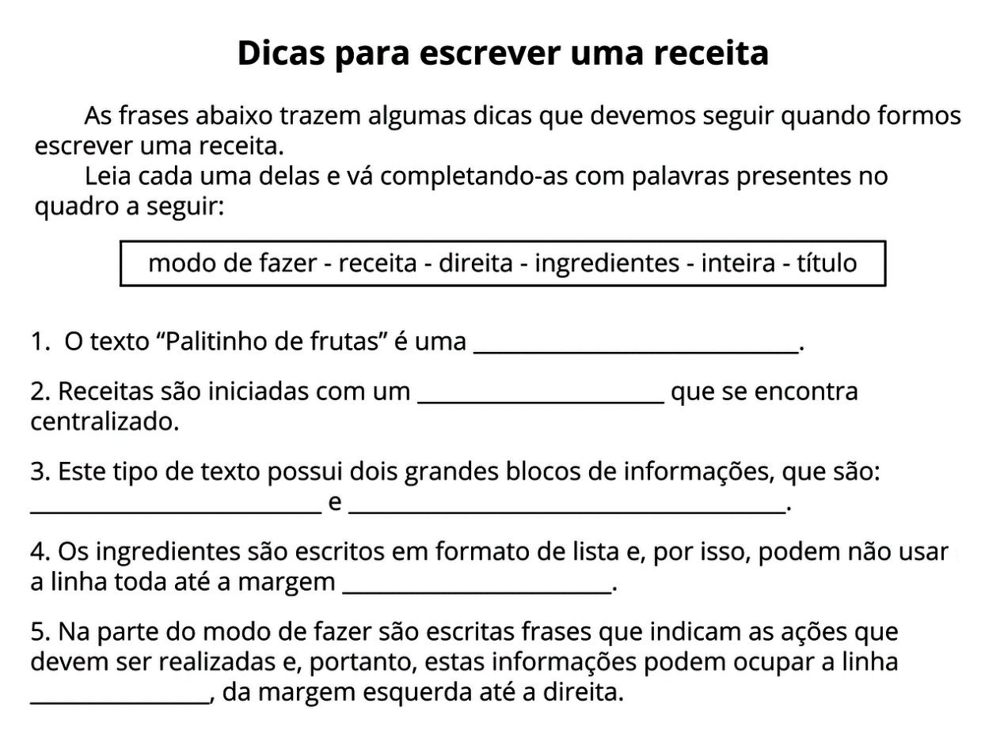 Dicas para escrever uma receita
As frases abaixo trazem algumas dicas que devemos seguir quando formos
escrever uma receita.
Leia cada uma delas e vá completando-as com palavras presentes no
quadro a seguir:
modo de fazer - receita - direita - ingredientes - inteira - título
1. O texto “Palitinho de frutas” é uma _________________________.
2. Receitas são iniciadas com um ___________________ que se encontra
centralizado.
3. Este tipo de texto possui dois grandes blocos de informações, que são:
______________________ e _________________________________.
4. Os ingredientes são escritos em formato de lista e, por isso, podem não usar
a linha toda até a margem ____________________.
5. Na parte do modo de fazer são escritas frases que indicam as ações que
devem ser realizadas e, portanto, estas informações podem ocupar a linha
______________, da margem esquerda até a direita.